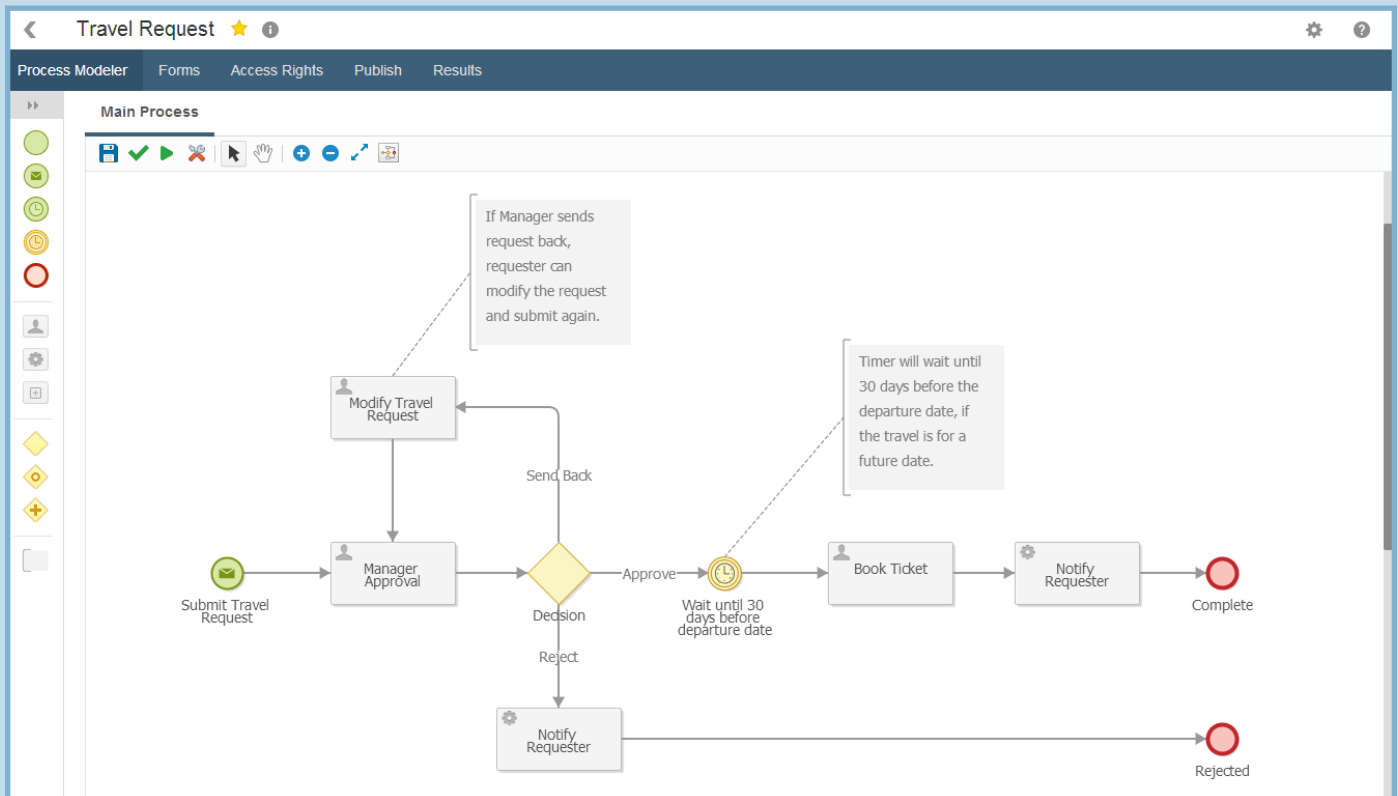 Travel Request
Process Modeler
Forms
Access Rights
Publish
Results
Main Process
If Manager sends
request back,
requester can
modify the request
and submit again.
Timer will wait until
30 days before the
departure date, if
the travel is for a
future date.
Modify Travel
Request
Send Back
Submit Travel
Request
Manager
Approval
Decision
Approve
Wait until 30
days before
departure date
Book Ticket
Notify
Requester
Complete
Reject
Notify
Requester
Rejected